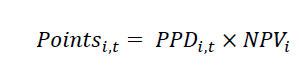 Points_{i,t} = PPD_{i,t} × NPV_i